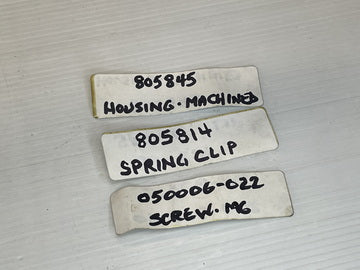 805845
HOUSING. MACHINED
805814
SPRING CLIP
050006-022
SCREW. M6